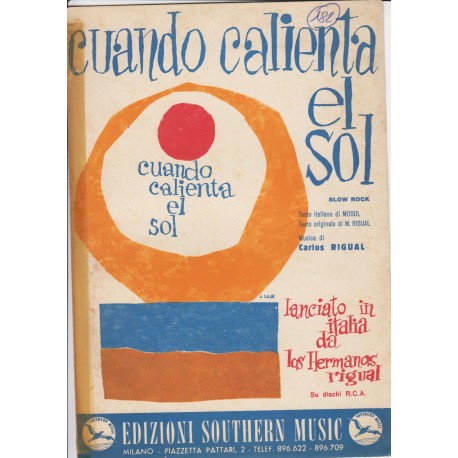 182
cuando calienta
el
sol
cuando
calienta
el
sol
SLOW ROCK
Testo italiano di MOGOL
Testo originale di M. RIGUAL
Musica di
Carlos RIGUAL
lanciato in
italia
da
los Hermanos
rigual
Su dischi R.C.A.
EDIZIONI SOUTHERN MUSIC
MILANO - PIAZZETTA PATTARI, 2 - TELEF. 896.622 - 896.709